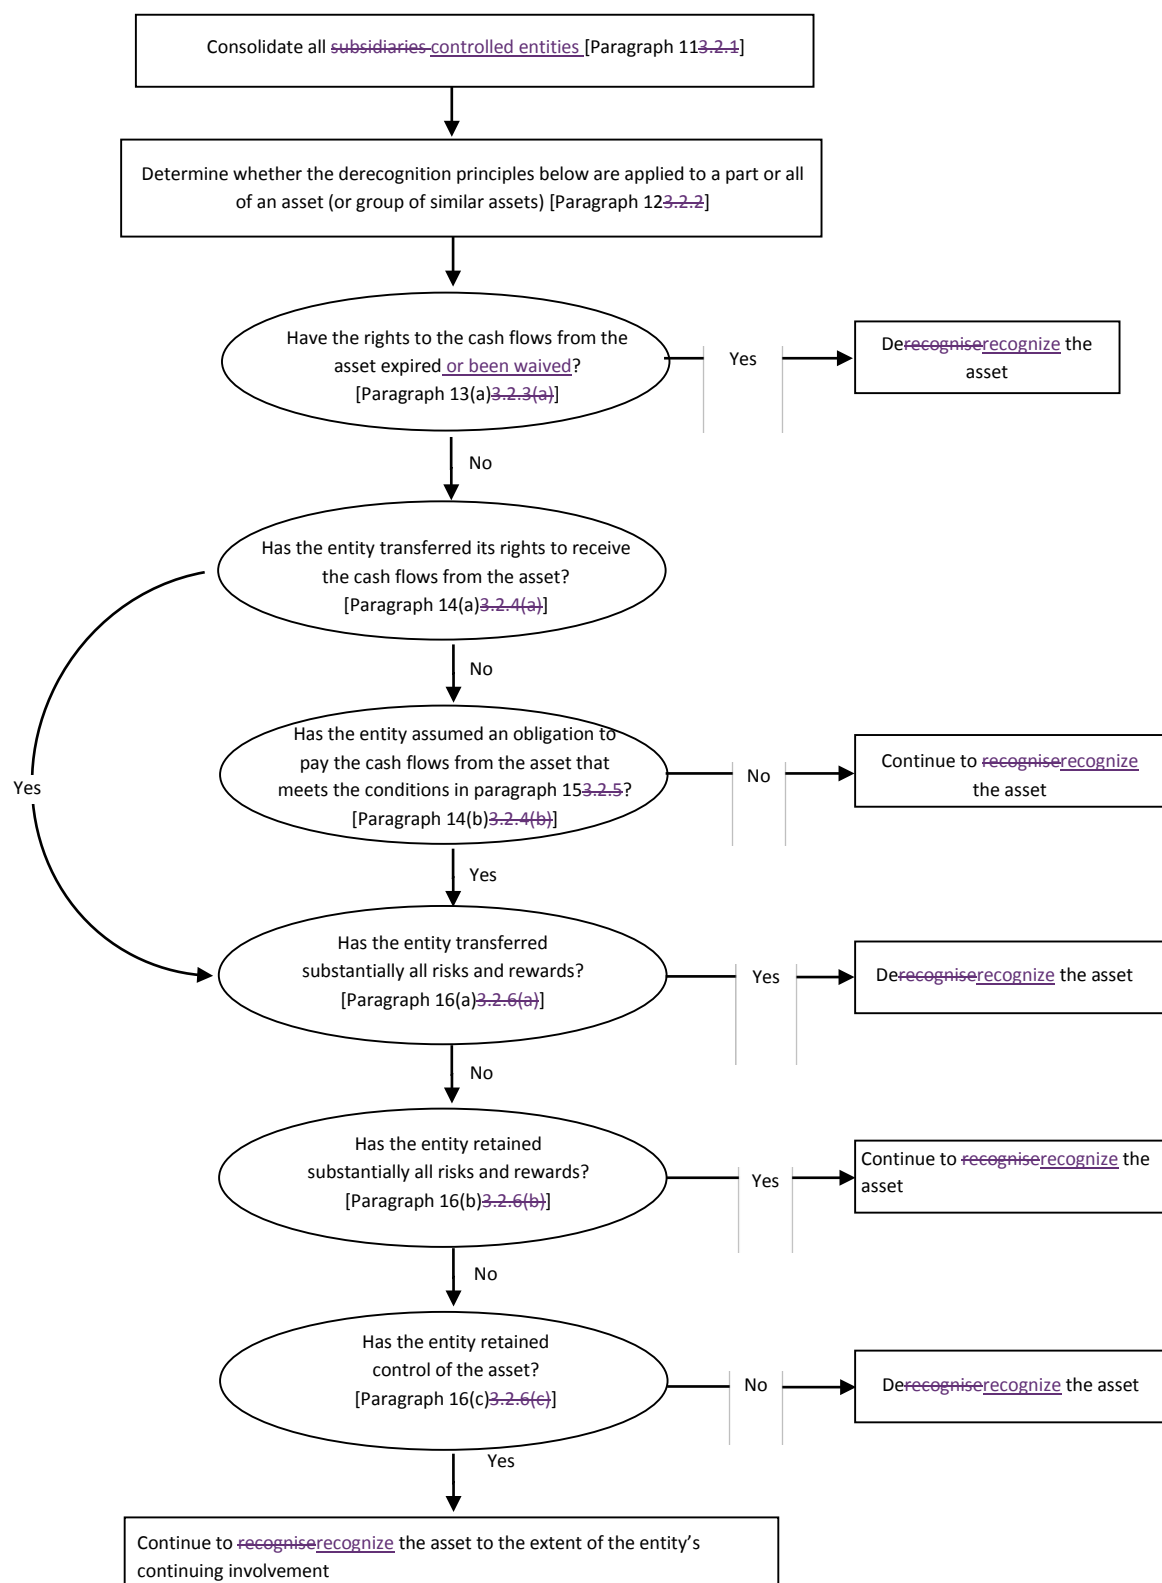 Consolidate all subsidiaries controlled entities [Paragraph 113.2.1]
Determine whether the derecognition principles below are applied to a part or all
of an asset (or group of similar assets) [Paragraph 123.2.2]
Have the rights to the cash flows from the
asset expired or been waived?
[Paragraph 13(a)3.2.3(a)]
Yes
Derecogniserecognize the
asset
No
Has the entity transferred its rights to receive
the cash flows from the asset?
[Paragraph 14(a)3.2.4(a)]
No
Yes
Has the entity assumed an obligation to
pay the cash flows from the asset that
meets the conditions in paragraph 153.2.5?
[Paragraph 14(b)3.2.4(b)]
No
Continue to recogniserecognize
the asset
Yes
Has the entity transferred
substantially all risks and rewards?
[Paragraph 16(a)3.2.6(a)]
Yes
Derecogniserecognize the asset
No
Has the entity retained
substantially all risks and rewards?
[Paragraph 16(b)3.2.6(b)]
Yes
Continue to recogniserecognize the
asset
No
Has the entity retained
control of the asset?
[Paragraph 16(c)3.2.6(c)]
No
Derecogniserecognize the asset
Yes
Continue to recogniserecognize the asset to the extent of the entity's
continuing involvement